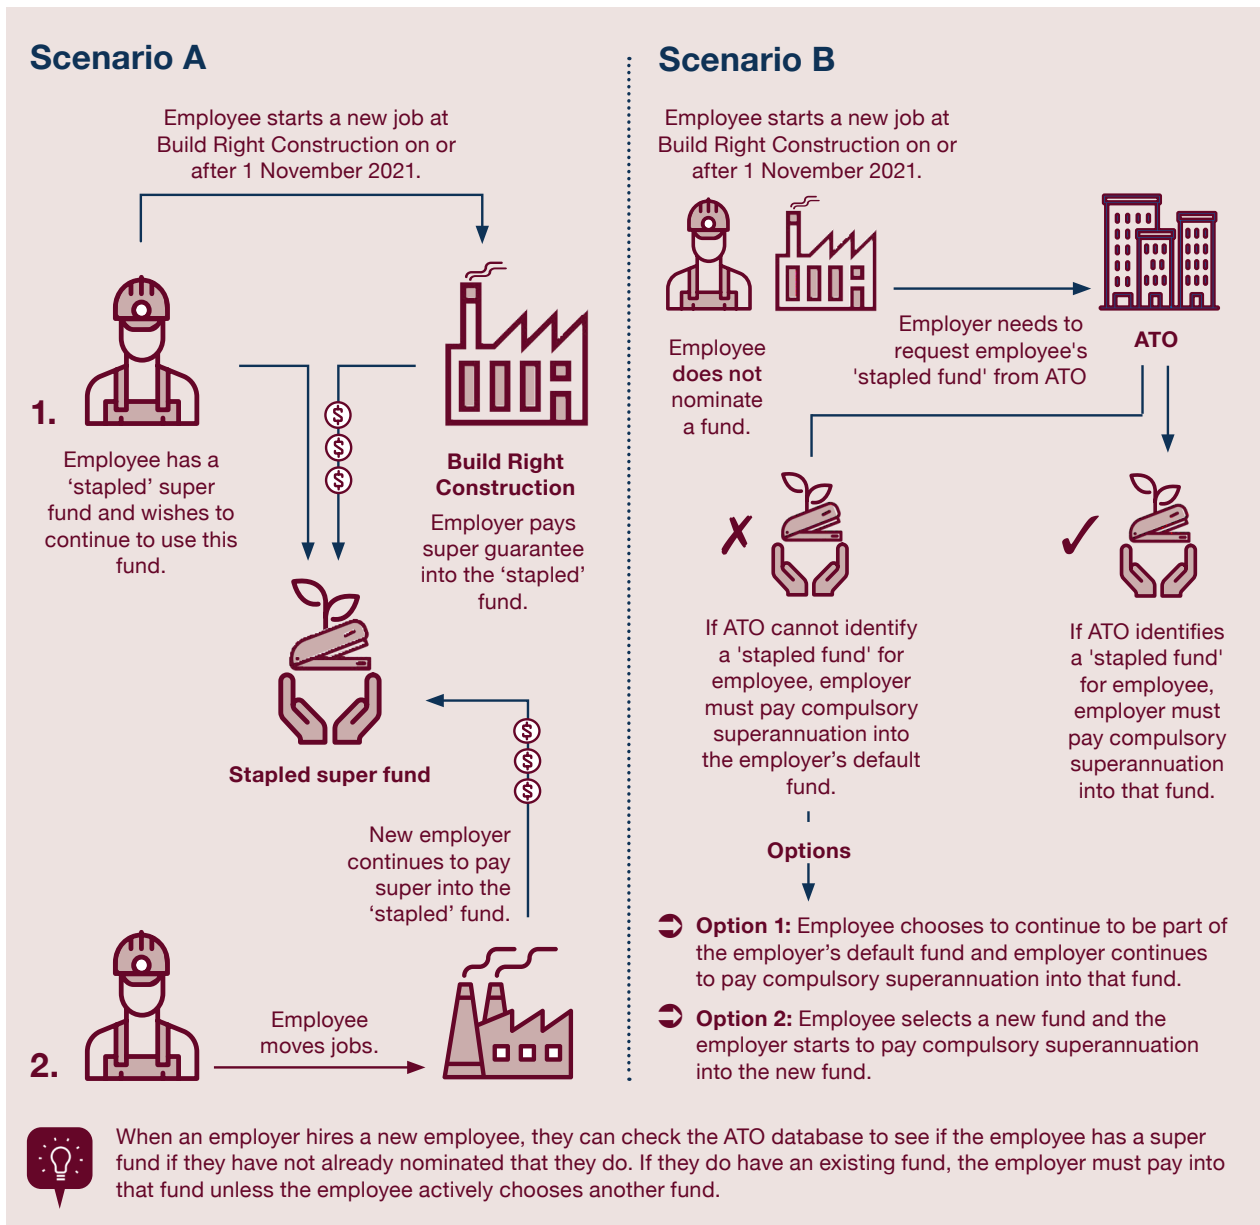 Scenario A
Employee starts a new job at
Build Right Construction on or
after 1 November 2021.
1.
Employee has a
‘stapled’ super
fund and wishes to
continue to use this
fund.
$
$
$
Build Right
Construction
Employer pays
super guarantee
into the ‘stapled’
fund.
Stapled super fund
$
$
$
New employer
continues to pay
super into the
‘stapled’ fund.
2.
Employee
moves jobs.
Scenario B
Employee starts a new job at
Build Right Construction on or
after 1 November 2021.
Employee
does not
nominate
a fund.
Employer needs to
request employee's
'stapled fund' from ATO
ATO
✗
If ATO cannot identify
a 'stapled fund' for
employee, employer
must pay compulsory
superannuation into
the employer’s default
fund.
✓
If ATO identifies
a 'stapled fund'
for employee,
employer must
pay compulsory
superannuation
into that fund.
Options
Option 1: Employee chooses to continue to be part of
the employer’s default fund and employer continues
to pay compulsory superannuation into that fund.
Option 2: Employee selects a new fund and the
employer starts to pay compulsory superannuation
into the new fund.
When an employer hires a new employee, they can check the ATO database to see if the employee has a super
fund if they have not already nominated that they do. If they do have an existing fund, the employer must pay into
that fund unless the employee actively chooses another fund.